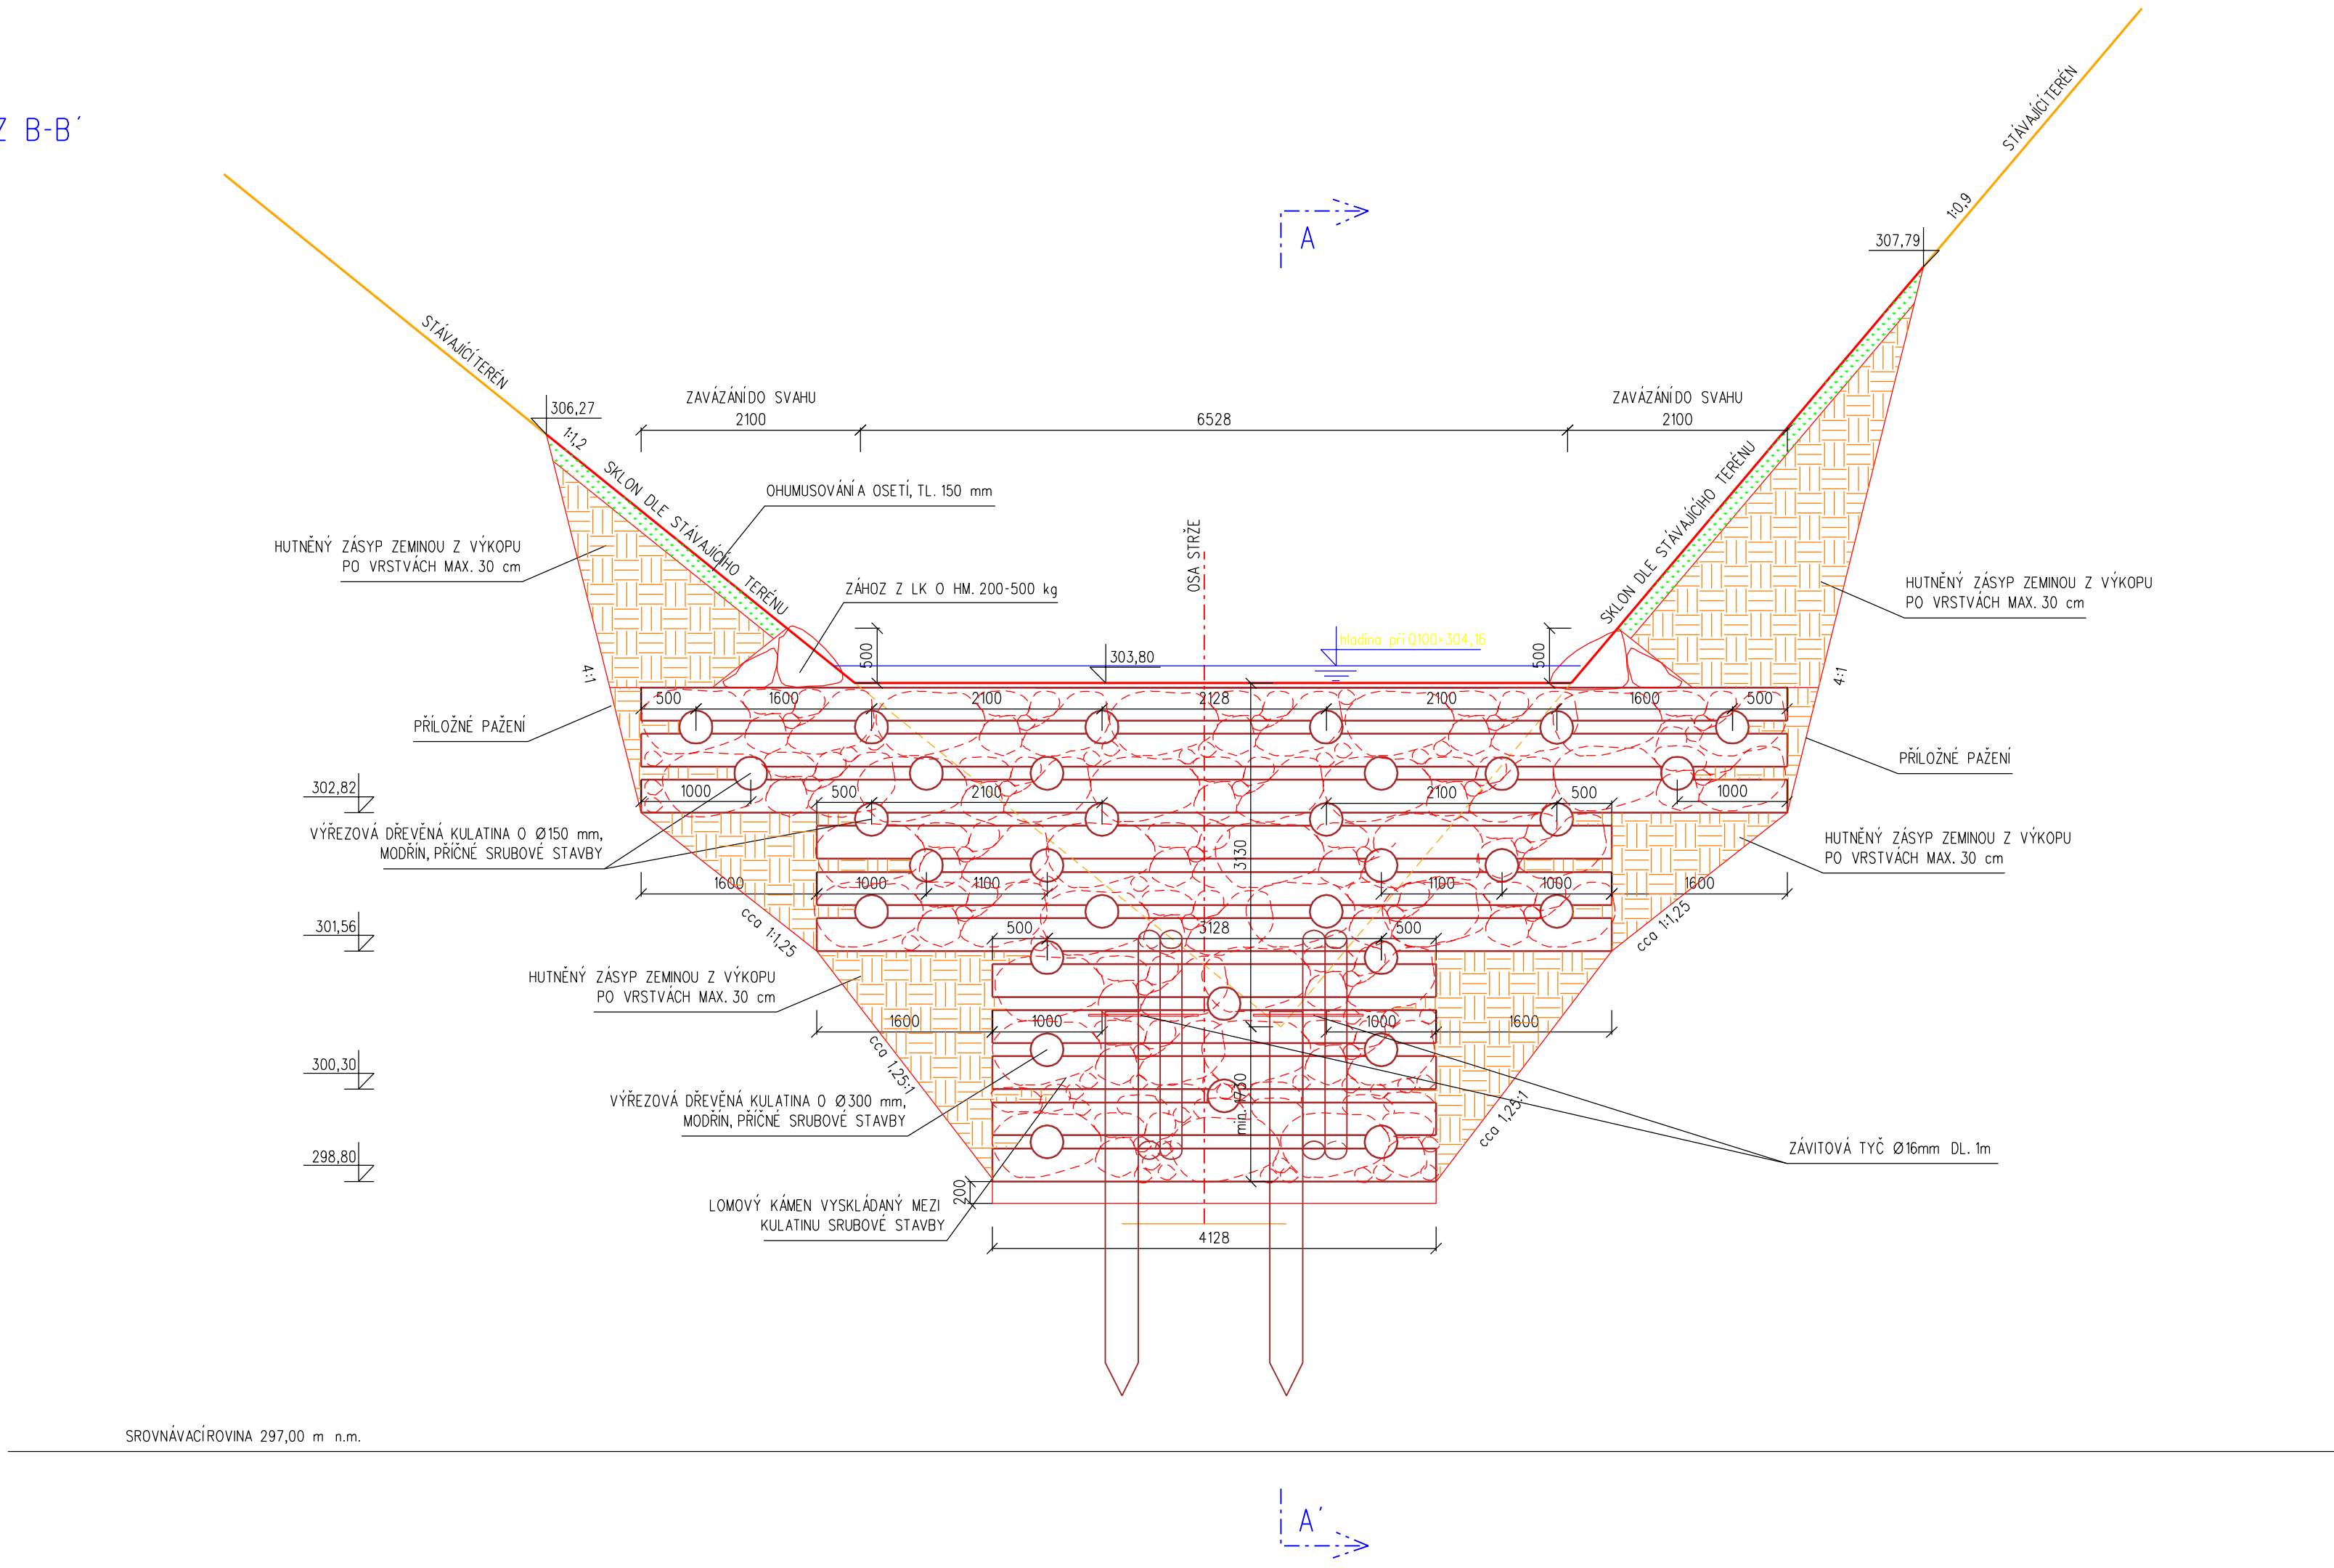 Z B-B´
STÁVAJÍCÍ TERÉN
1:0,9
307,79
A
STÁVAJÍCÍ TERÉN
306,27
1:1,2
ZAVÁZÁNÍ DO SVAHU
2100
6528
ZAVÁZÁNÍ DO SVAHU
2100
SKLON DLE STÁVAJÍCÍHO TERÉNU
SKLON DLE STÁVAJÍCÍHO TERÉNU
OHUMUSOVÁNÍ A OSETÍ, TL. 150 mm
HUTNĚNÝ ZÁSYP ZEMINOU Z VÝKOPU
PO VRSTVÁCH MAX. 30 cm
OSA STRŽE
ZÁHOZ Z LK O HM. 200-500 kg
HUTNĚNÝ ZÁSYP ZEMINOU Z VÝKOPU
PO VRSTVÁCH MAX. 30 cm
500
303,80
hladina při Q100=304,16
500
4:1
4:1
500
1600
2100
2128
2100
1600
500
PŘÍLOŽNÉ PAŽENÍ
PŘÍLOŽNÉ PAŽENÍ
302,82
1000
500
2100
2100
500
1000
VÝŘEZOVÁ DŘEVĚNÁ KULATINA O Ø150 mm,
MODŘÍN, PŘÍČNÉ SRUBOVÉ STAVBY
3130
HUTNĚNÝ ZÁSYP ZEMINOU Z VÝKOPU
PO VRSTVÁCH MAX. 30 cm
1600
1000
1100
1100
1000
1600
cca 1:1,25
cca 1:1,25
301,56
500
3128
500
HUTNĚNÝ ZÁSYP ZEMINOU Z VÝKOPU
PO VRSTVÁCH MAX. 30 cm
1600
1000
1000
1600
cca 1,25:1
cca 1,25:1
300,30
VÝŘEZOVÁ DŘEVĚNÁ KULATINA O Ø300 mm,
MODŘÍN, PŘÍČNÉ SRUBOVÉ STAVBY
min.
ZÁVITOVÁ TYČ Ø16mm DL. 1m
298,80
200
LOMOVÝ KÁMEN VYSKLÁDANÝ MEZI
KULATINU SRUBOVÉ STAVBY
4128
SROVNÁVACÍ ROVINA 297,00 m n.m.
A´